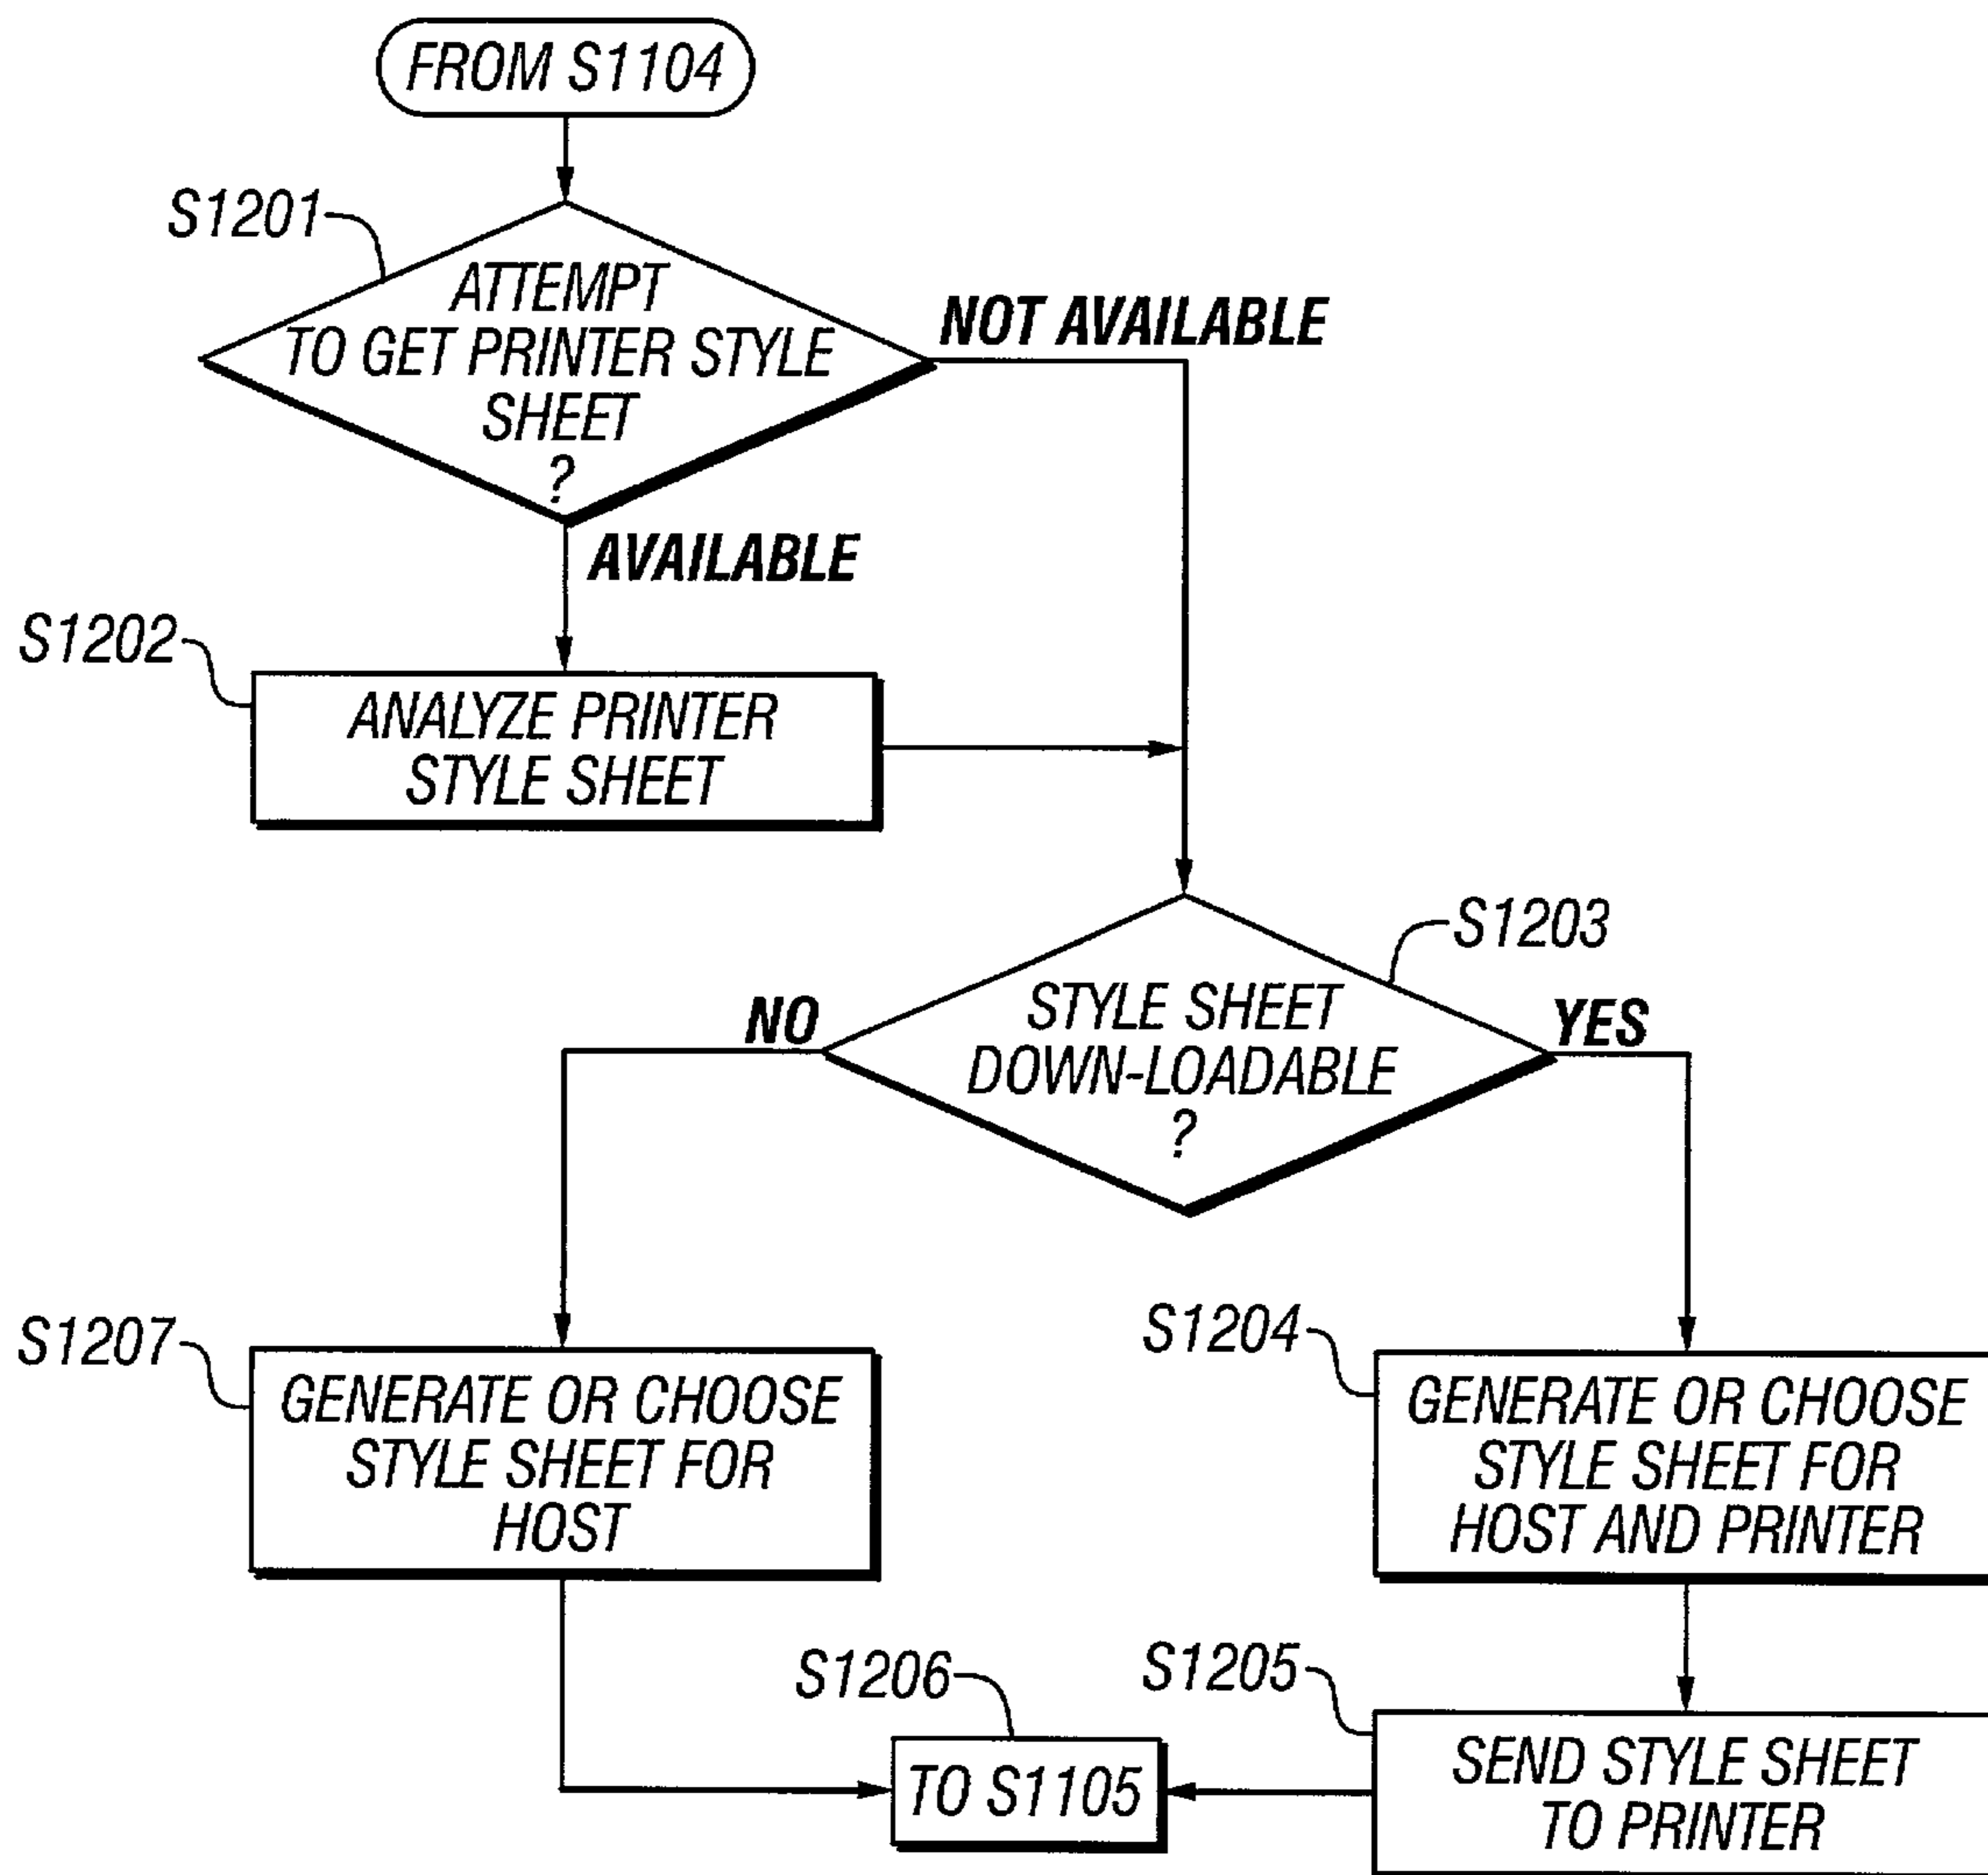 FROM S1104
S1201
ATTEMPT
TO GET PRINTER STYLE
SHEET
?
NOT AVAILABLE
AVAILABLE
S1202
ANALYZE PRINTER
STYLE SHEET
S1203
STYLE SHEET
DOWN-LOADABLE
?
NO
YES
S1207
GENERATE OR CHOOSE
STYLE SHEET FOR
HOST
S1204
GENERATE OR CHOOSE
STYLE SHEET FOR
HOST AND PRINTER
S1206
TO S1105
S1205
SEND STYLE SHEET
TO PRINTER